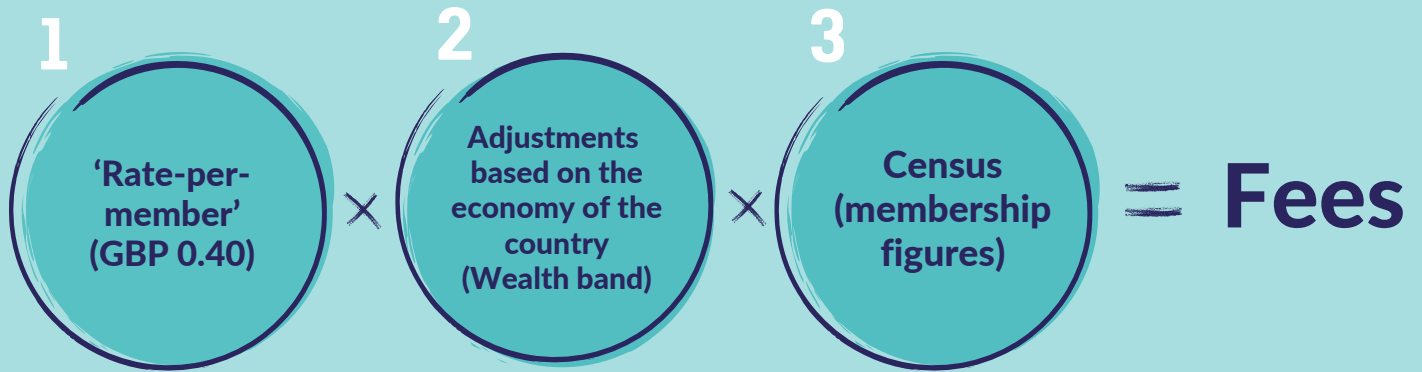 1
‘Rate-per-
member’
(GBP 0.40)
×
2
Adjustments
based on the
economy of the
country
(Wealth band)
×
3
Census
(membership
figures)
=
Fees